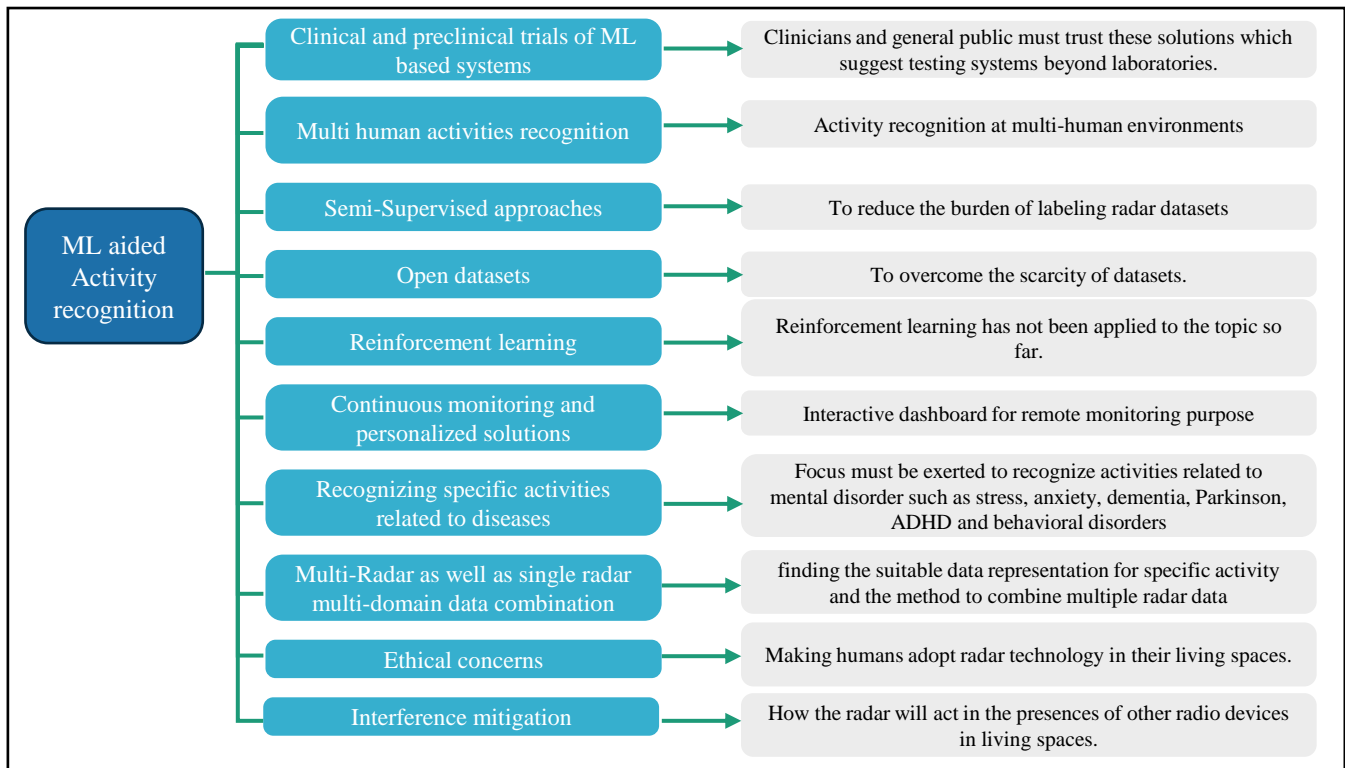 ML aided
Activity
recognition
Clinical and preclinical trials of ML
based systems
Clinicians and general public must trust these solutions which
suggest testing systems beyond laboratories.
Multi human activities recognition
Activity recognition at multi-human environments
Semi-Supervised approaches
To reduce the burden of labeling radar datasets
Open datasets
To overcome the scarcity of datasets.
Reinforcement learning
Reinforcement learning has not been applied to the topic so
far.
Continuous monitoring and
personalized solutions
Interactive dashboard for remote monitoring purpose
Recognizing specific activities
related to diseases
Focus must be exerted to recognize activities related to
mental disorder such as stress, anxiety, dementia, Parkinson,
ADHD and behavioral disorders
Multi-Radar as well as single radar
multi-domain data combination
finding the suitable data representation for specific activity
and the method to combine multiple radar data
Ethical concerns
Making humans adopt radar technology in their living spaces.
Interference mitigation
How the radar will act in the presences of other radio devices
in living spaces.